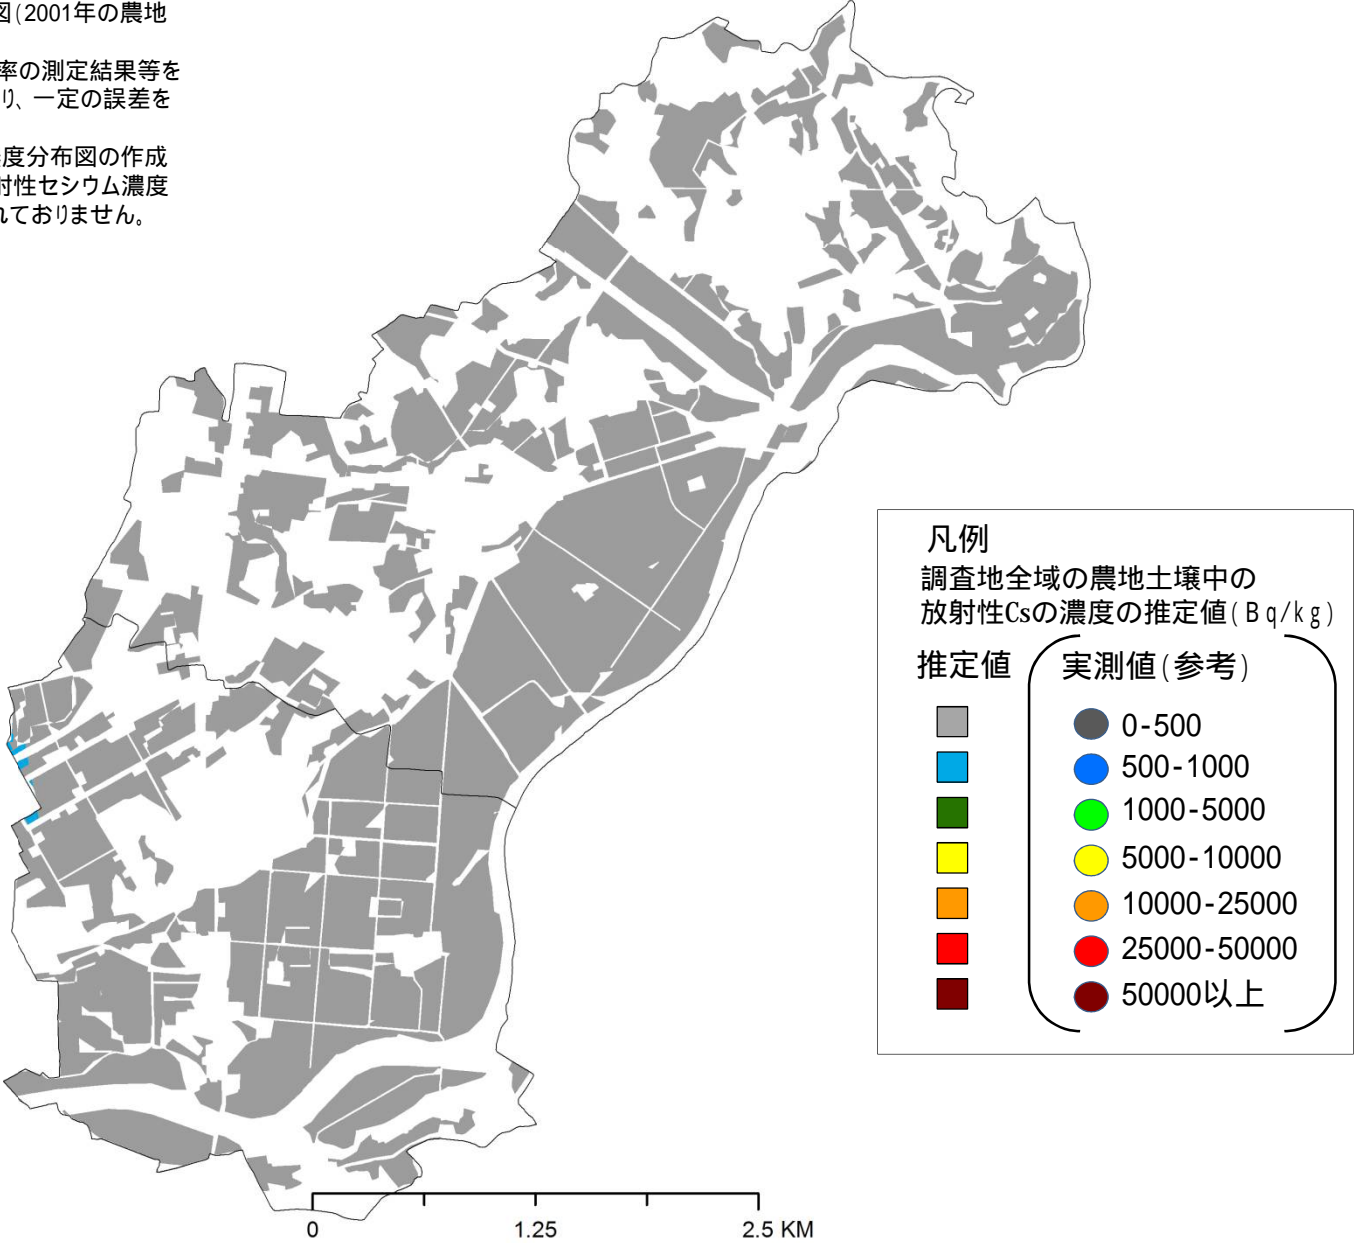 図(2001年の農地
率の測定結果等を
り、一定の誤差を
度分布図の作成
射性セシウム濃度
れておりません。
凡例
調査地全域の農地土壌中の
放射性Csの濃度の推定値(Bq/kg)
推定値
実測値(参考)
0-500
500-1000
1000-5000
5000-10000
10000-25000
25000-50000
50000以上
0 1.25 2.5 KM